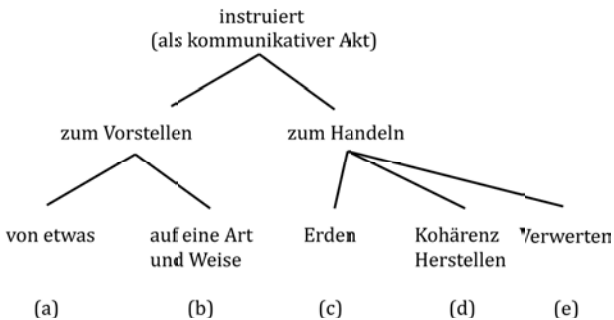 instruiert
(als kommunikativer Akt)
zum Vorstellen zum Handeln
von etwas auf eine Art Erden Kohärenz Verwerten
und Weise Herstellen
(a) (b) (c) (d) (e)